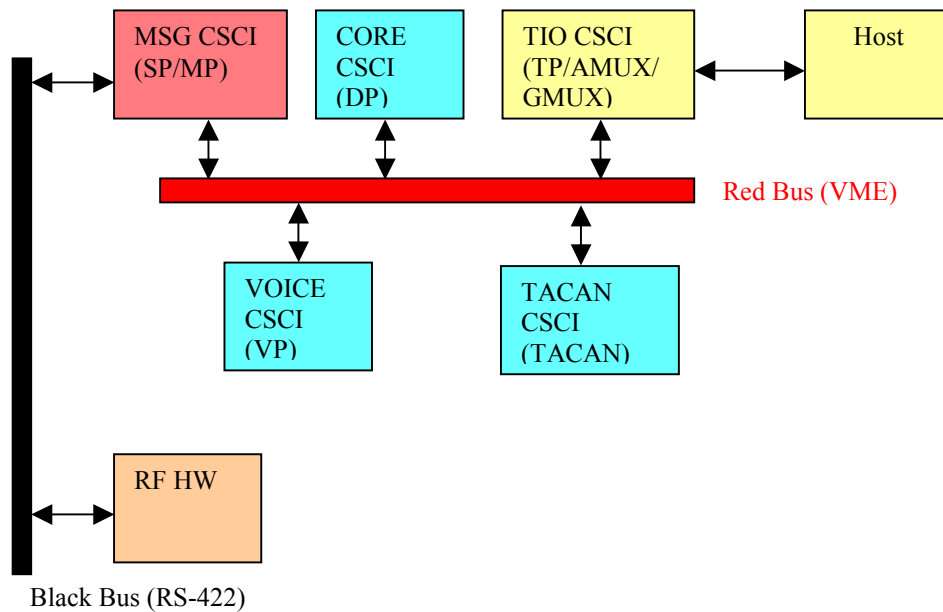 MSG CSCI
(SP/MP)
CORE
CSCI
(DP)
TIO CSCI
(TP/AMUX/
GMUX)
Host
Red Bus (VME)
VOICE
CSCI
(VP)
TACAN
CSCI
(TACAN)
RF HW
Black Bus (RS-422)